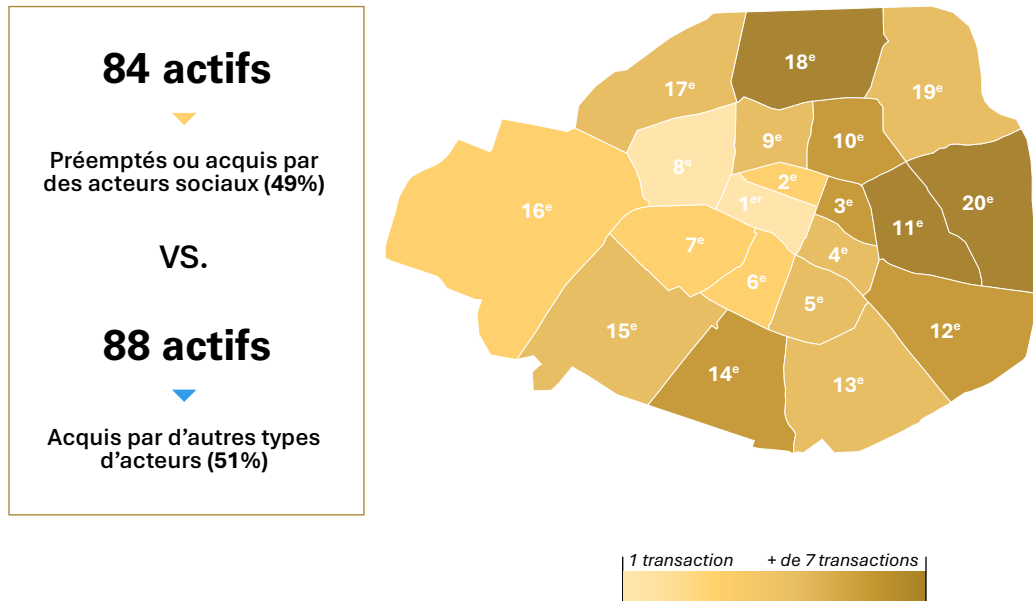 84 actifs
Préemptés ou acquis par
des acteurs sociaux (49%)
VS.
88 actifs
Acquis par d’autres types
d’acteurs (51%)
18e
17e
19e
9e
10e
8e
2e
1er
3e
20e
16e
11e
7e
4e
6e
5e
15e
12e
14e
13e
1 transaction + de 7 transactions